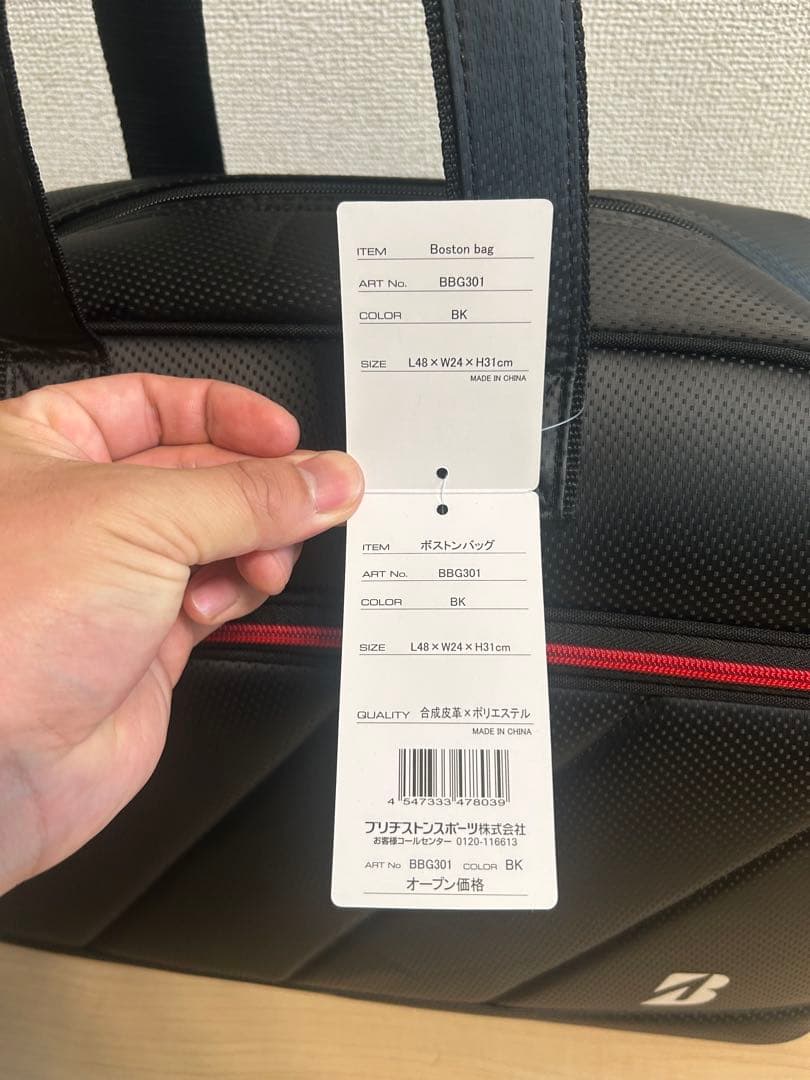 ITEM Boston bag
ART No. BBG301
COLOR BK
SIZE L48×W24×H31cm
MADE IN CHINA
ITEM ボストンバッグ
ART No. BBG301
COLOR BK
SIZE L48×W24×H31cm
QUALITY 合成皮革×ポリエステル
MADE IN CHINA
4 547333 478039
ブリヂストンスポーツ株式会社
お客様コールセンター 0120-116613
ART No BBG301 COLOR BK
オープン価格
B